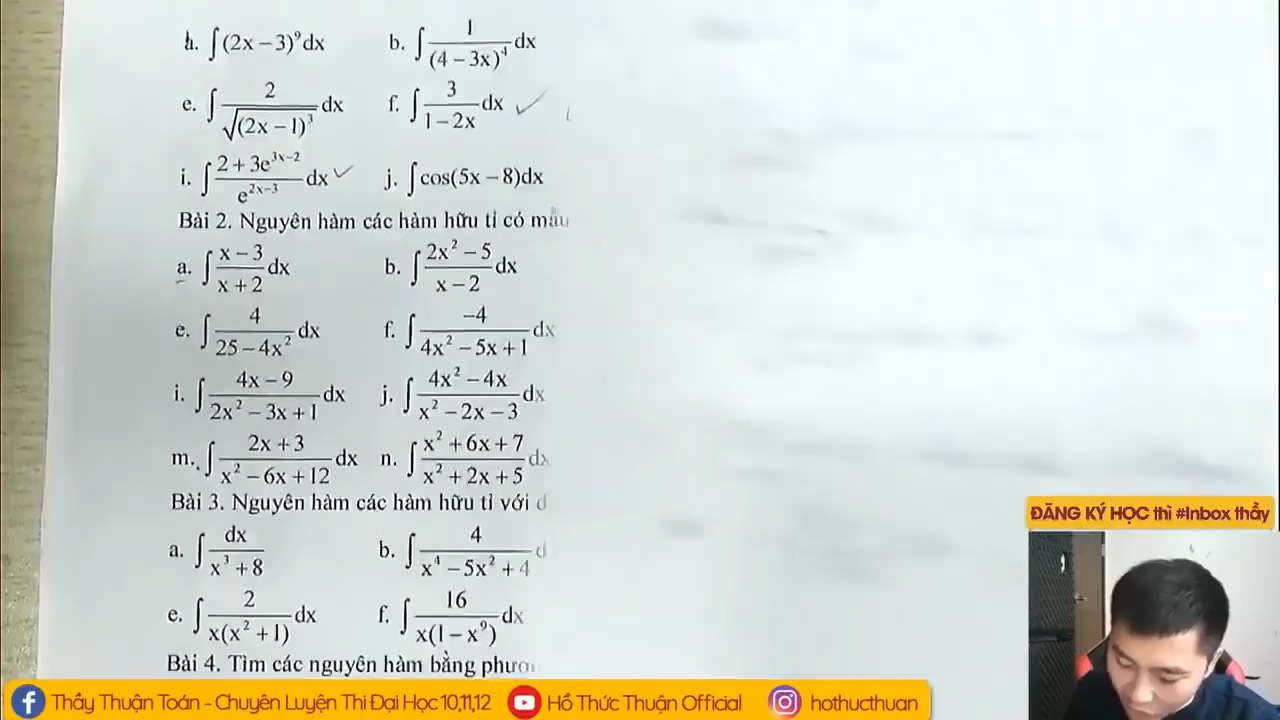 h. ∫(2x − 3)⁹dx b. ∫ 1/(4 − 3x)⁴ dx
e. ∫ 2/√((2x − 1)³) dx f. ∫ 3/(1 − 2x) dx
i. ∫ (2 + 3e^(3x−2))/e^(2x−3) dx j. ∫cos(5x − 8)dx
Bài 2. Nguyên hàm các hàm hữu tỉ có mẫu
a. ∫ (x − 3)/(x + 2) dx b. ∫ (2x² − 5)/(x − 2) dx
e. ∫ 4/(25 − 4x²) dx f. ∫ −4/(4x² − 5x + 1) dx
i. ∫ (4x − 9)/(2x² − 3x + 1) dx j. ∫ (4x² − 4x)/(x² − 2x − 3) dx
m. ∫ (2x + 3)/(x² − 6x + 12) dx n. ∫ (x² + 6x + 7)/(x² + 2x + 5) dx
Bài 3. Nguyên hàm các hàm hữu tỉ với
a. ∫ dx/(x³ + 8) b. ∫ 4/(x⁴ − 5x² + 4) d
e. ∫ 2/(x(x² + 1)) dx f. ∫ 16/(x(1 − x⁹)) dx
Bài 4. Tìm các nguyên hàm bằng
ĐĂNG KÝ HỌC thì #Inbox thầy
Thầy Thuận Toán - Chuyên Luyện Thi Đại Học 10,11,12 Hồ Thức Thuận Official hothucthuan